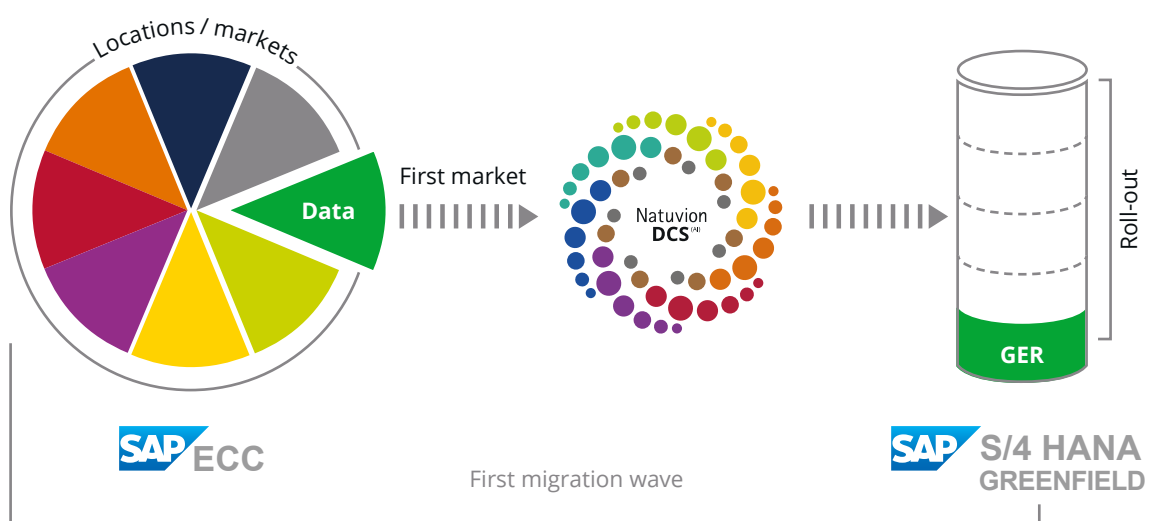 Locations / markets
Data
First market
Natuvion
DCS (AI)
Roll-out
GER
SAP ECC
First migration wave
SAP S/4 HANA
GREENFIELD